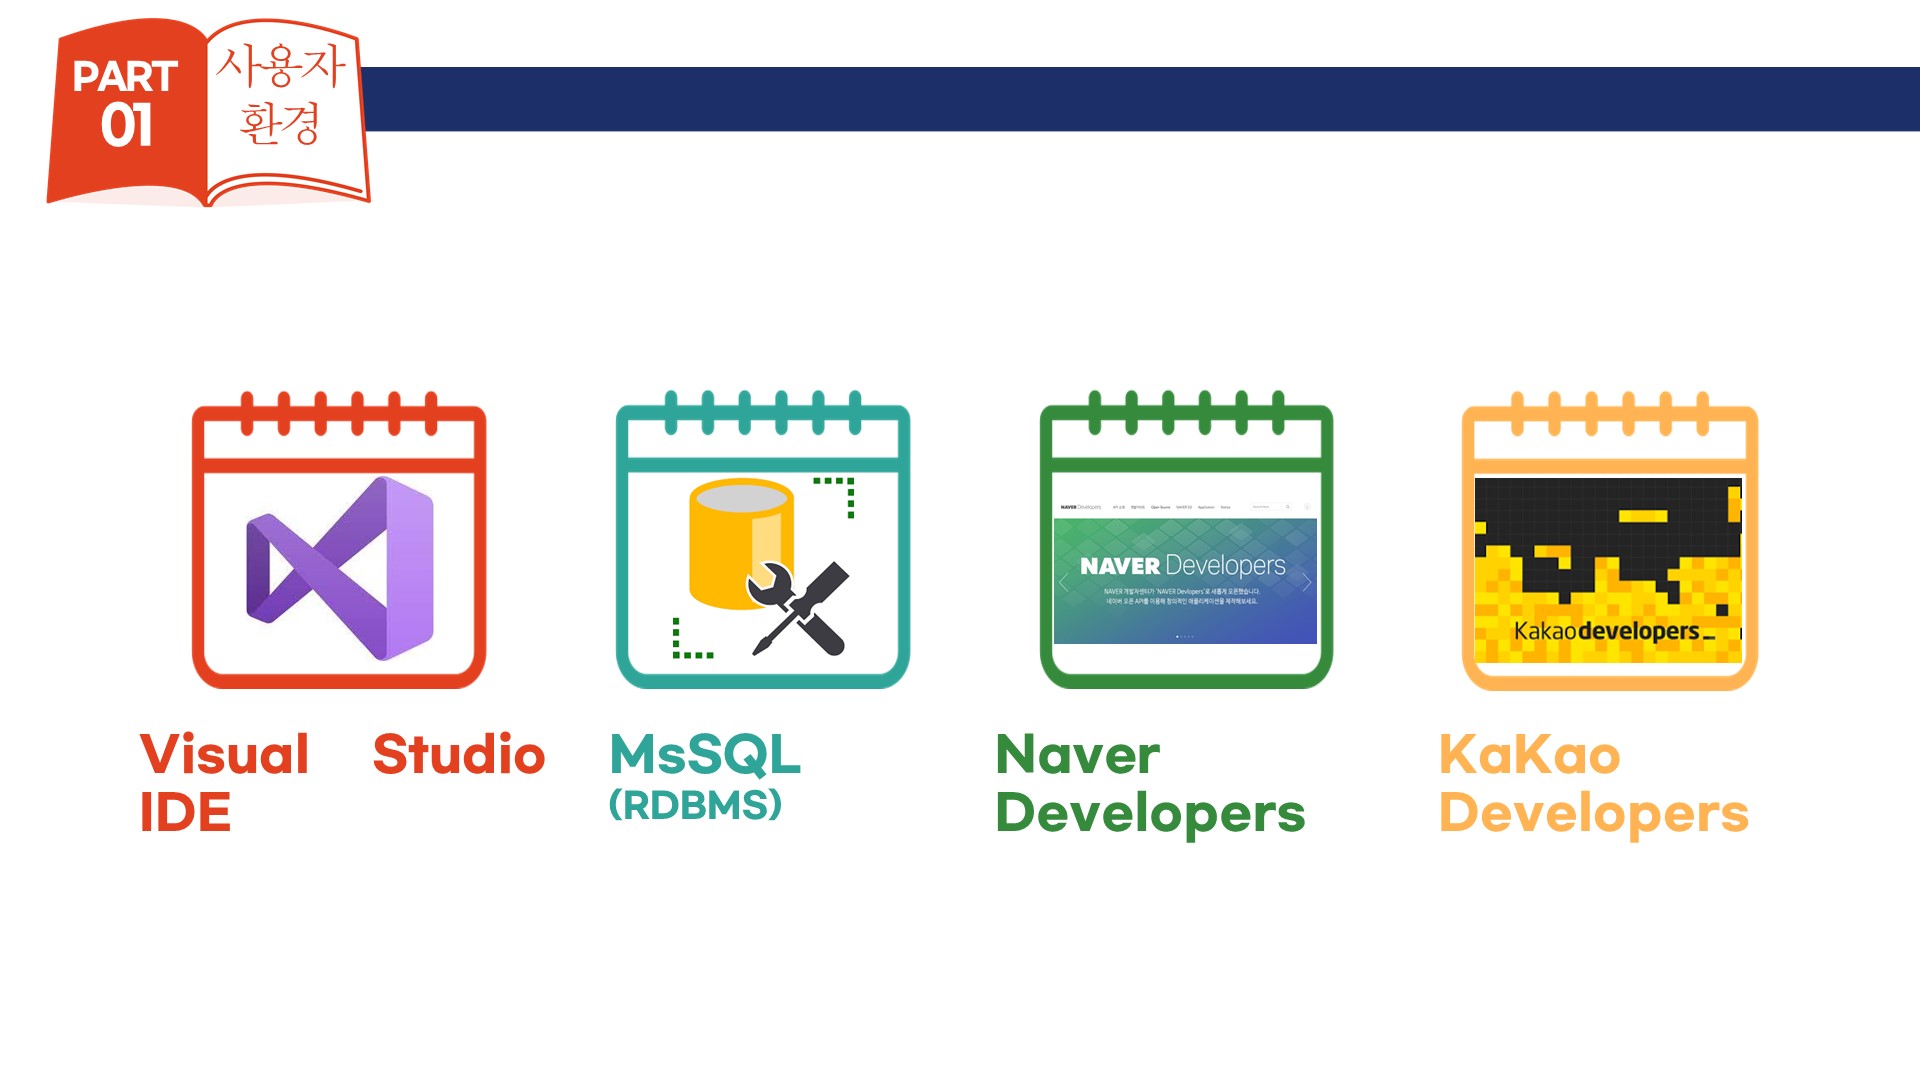 PART
01
사용자
환경
NAVER Developers
NAVER Developers
NAVER 개발자센터가 'NAVER Devlopers'로 새롭게 오픈했습니다.
네이버 오픈 API를 이용해 창의적인 애플리케이션을 제작해보세요.
Kakaodevelopers_
Visual Studio
IDE
MsSQL
(RDBMS)
Naver
Developers
KaKao
Developers